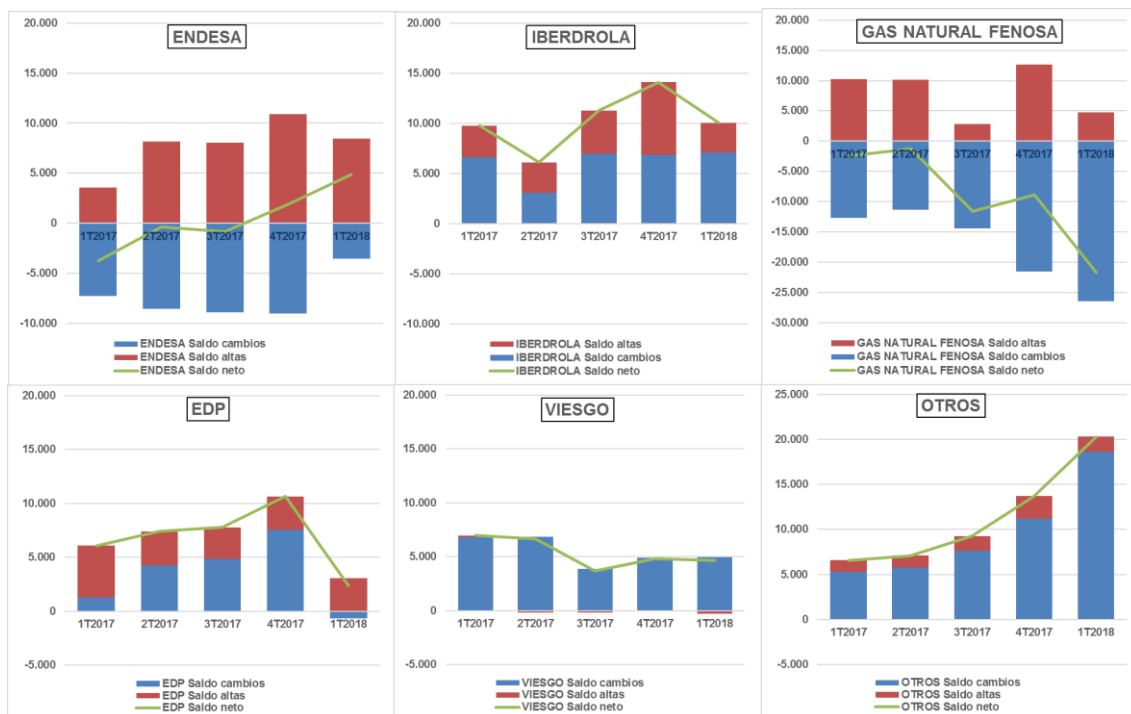 ENDESA
20.000
15.000
10.000
5.000
0
-5.000
-10.000
1T2017 2T2017 3T2017 4T2017 1T2018
ENDESA Saldo cambios
ENDESA Saldo altas
ENDESA Saldo neto
IBERDROLA
20.000
15.000
10.000
5.000
0
-5.000
-10.000
1T2017 2T2017 3T2017 4T2017 1T2018
IBERDROLA Saldo altas
IBERDROLA Saldo cambios
IBERDROLA Saldo neto
GAS NATURAL FENOSA
20.000
15.000
10.000
5.000
0
-5.000
-10.000
-15.000
-20.000
-25.000
-30.000
1T2017 2T2017 3T2017 4T2017 1T2018
GAS NATURAL FENOSA Saldo altas
GAS NATURAL FENOSA Saldo cambios
GAS NATURAL FENOSA Saldo neto
EDP
20.000
15.000
10.000
5.000
0
-5.000
1T2017 2T2017 3T2017 4T2017 1T2018
EDP Saldo cambios
EDP Saldo altas
EDP Saldo neto
VIESGO
20.000
15.000
10.000
5.000
0
-5.000
1T2017 2T2017 3T2017 4T2017 1T2018
VIESGO Saldo cambios
VIESGO Saldo altas
VIESGO Saldo neto
OTROS
25.000
20.000
15.000
10.000
5.000
0
-5.000
1T2017 2T2017 3T2017 4T2017 1T2018
OTROS Saldo cambios
OTROS Saldo altas
OTROS Saldo neto